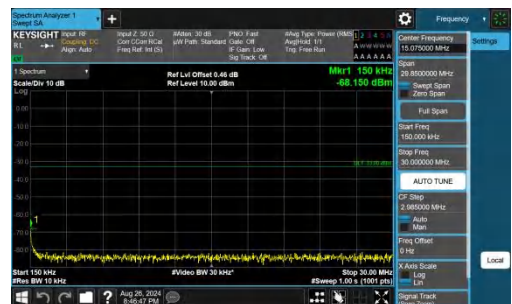 Spectrum Analyzer 1
Swept SA
+
Frequency
KEYSIGHT
RL
Input: RF
Coupling: DC
Align: Auto
Input Z: 50 Ω
Corr CCorr RCal
Freq Ref: Int (S)
#Atten: 30 dB
µW Path: Standard
PNO: Fast
Gate: Off
IF Gain: Low
Sig Track: Off
#Avg Type: Power (RMS)
Avg|Hold: 1/1
Trig: Free Run
1 2 3 4 5 6
A W W W W W
A A A A A A
1 Spectrum
Scale/Div 10 dB
Log
Ref Lvl Offset 0.46 dB
Ref Level 10.00 dBm
Mkr1 150 kHz
-68.150 dBm
0.00
-10.0
-20.0
-30.0
-40.0
-50.0
-60.0
-70.0
-80.0
1
Start 150 kHz
#Res BW 10 kHz
#Video BW 30 kHz*
Stop 30.00 MHz
#Sweep 1.00 s (1001 pts)
Center Frequency
15.075000 MHz
Settings
Span
29.8500000 MHz
Swept Span
Zero Span
Full Span
Start Freq
150.000 kHz
Stop Freq
30.000000 MHz
AUTO TUNE
CF Step
2.985000 MHz
Auto
Man
Freq Offset
0 Hz
X Axis Scale
Log
Lin
Local
Signal Track
?
Aug 26, 2024
8:46:47 PM